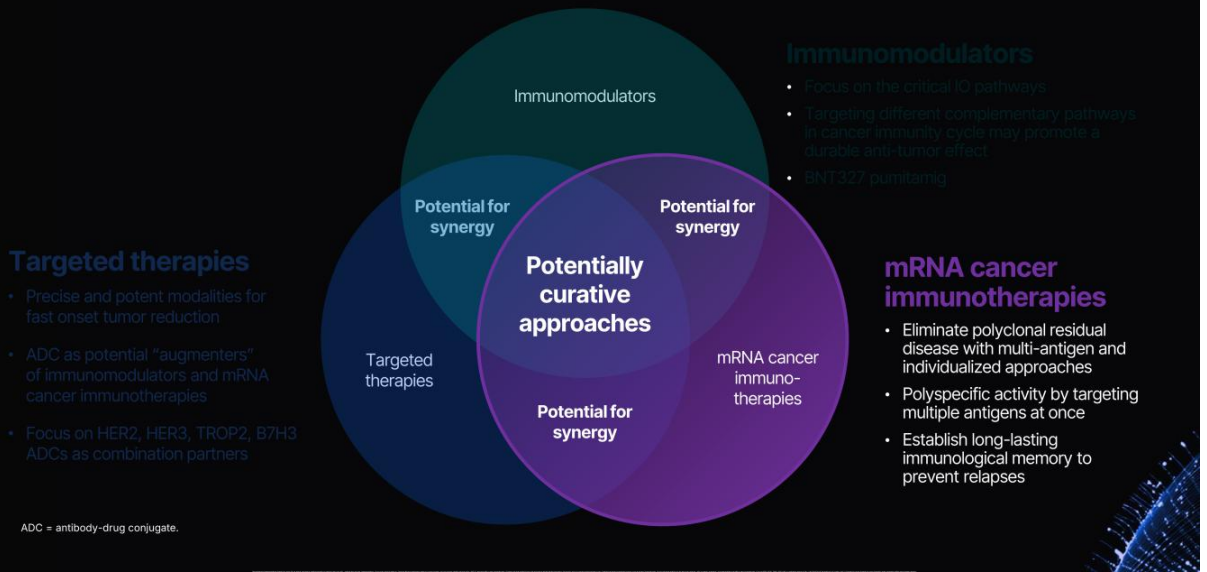 Immunomodulators
Immunomodulators
• Focus on the critical IO pathways
• Targeting different complementary pathways
in cancer immunity cycle may promote a
durable anti-tumor effect
• BNT327 pumitamig
Potential for
synergy
Potential for
synergy
Potentially
curative
approaches
Targeted therapies
• Precise and potent modalities for
fast onset tumor reduction
• ADC as potential “augmenters”
of immunomodulators and mRNA
cancer immunotherapies
• Focus on HER2, HER3, TROP2, B7H3
ADCs as combination partners
Targeted
therapies
mRNA cancer
immuno-
therapies
Potential for
synergy
mRNA cancer
immunotherapies
• Eliminate polyclonal residual
disease with multi-antigen and
individualized approaches
• Polyspecific activity by targeting
multiple antigens at once
• Establish long-lasting
immunological memory to
prevent relapses
ADC = antibody-drug conjugate.